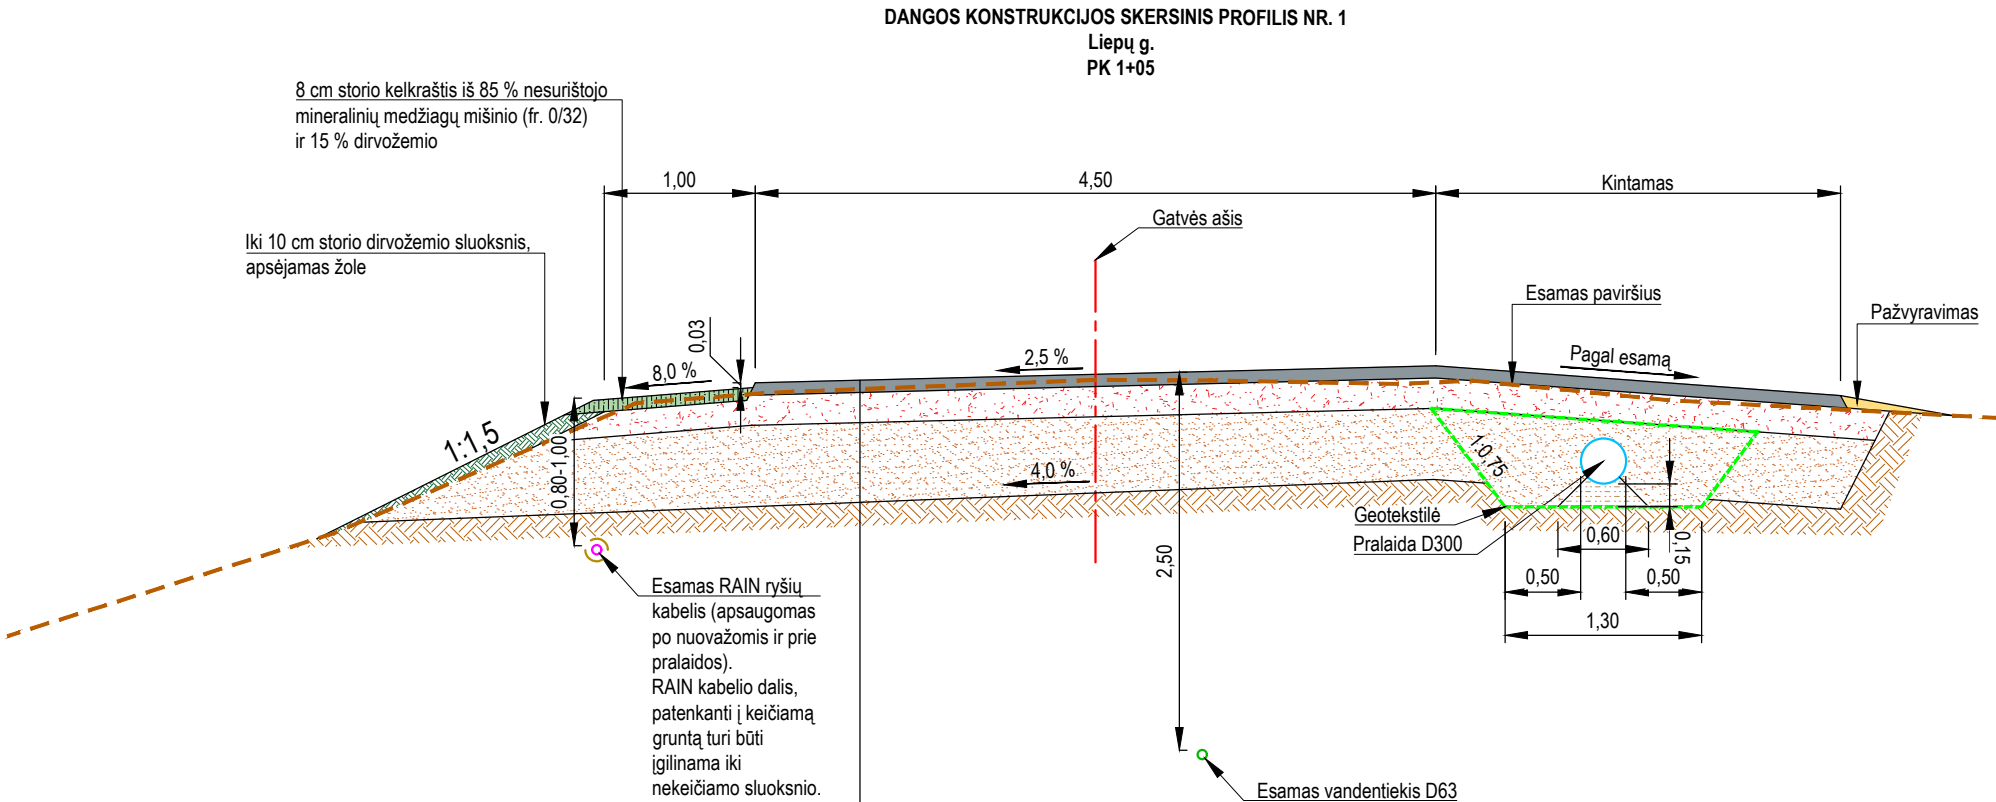 DANGOS KONSTRUKCIJOS SKERSINIS PROFILIS NR. 1
Liepų g.
PK 1+05
8 cm storio kelkraštis iš 85 % nesurištojo
mineralinių medžiagų mišinio (fr. 0/32)
ir 15 % dirvožemio
1,00
4,50
Kintamas
Gatvės ašis
Iki 10 cm storio dirvožemio sluoksnis,
apsėjamas žole
Esamas paviršius
Pažvyravimas
0,03
8,0 %
2,5 %
Pagal esamą
1:1,5
0,80-1,00
4,0 %
1:0,75
Geotekstilė
Pralaida D300
0,60
0,15
0,50
0,50
1,30
2,50
Esamas RAIN ryšių
kabelis (apsaugomas
po nuovažomis ir prie
pralaidos).
RAIN kabelio dalis,
patenkanti į keičiamą
gruntą turi būti
įgilinama iki
nekeičiamo sluoksnio.
Esamas vandentiekis D63